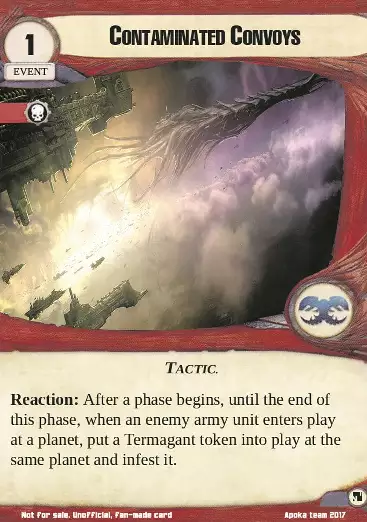 1
CONTAMINATED CONVOYS
EVENT
TACTIC.
Reaction: After a phase begins, until the end of
this phase, when an enemy army unit enters play
at a planet, put a Termagant token into play at the
same planet and infest it.
Not for sale. Unofficial, fan-made card
Apoka team 2017